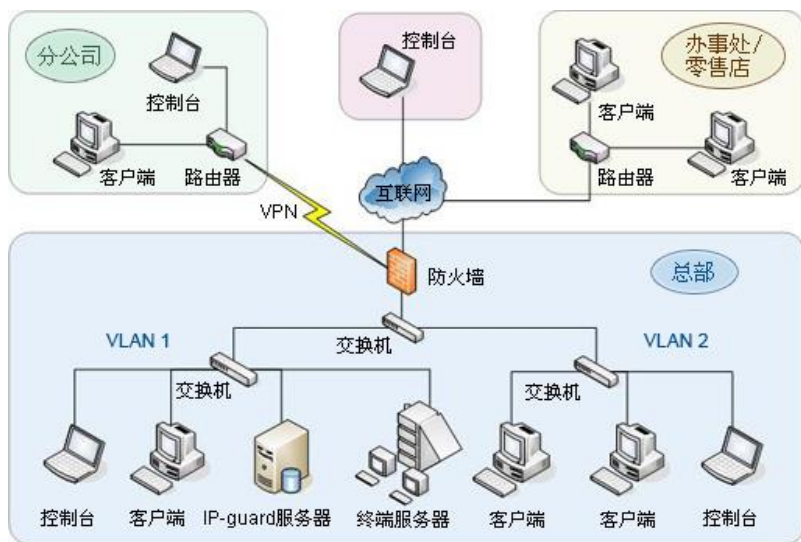 分公司
控制台
客户端
路由器
控制台
办事处/
零售店
客户端
路由器
客户端
互联网
VPN
防火墙
总部
VLAN 1
交换机
VLAN 2
交换机
交换机
控制台
客户端
IP-guard服务器
终端服务器
客户端
客户端
控制台